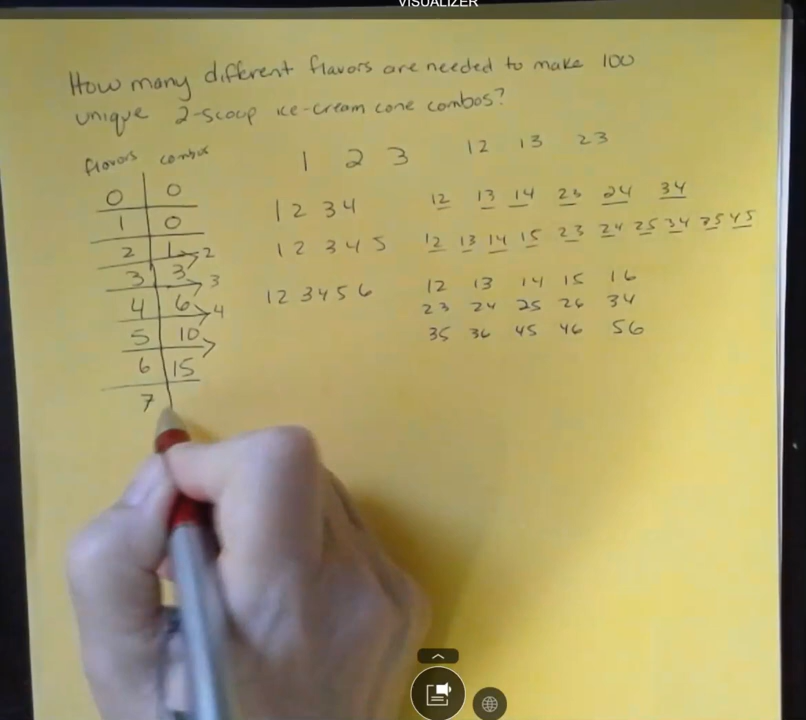 VISUALIZER
How many different flavors are needed to make 100
unique 2-scoop ice-cream cone combos?
flavors combos
0 0
1 0
2 1 2
3 3 3
4 6 4
5 10
6 15
7
1 2 3 12 13 23
1 2 3 4 12 13 14 23 24 34
1 2 3 4 5 12 13 14 15 23 24 25 34 35 45
1 2 3 4 5 6 12 13 14 15 16
23 24 25 26 34
35 36 45 46 56